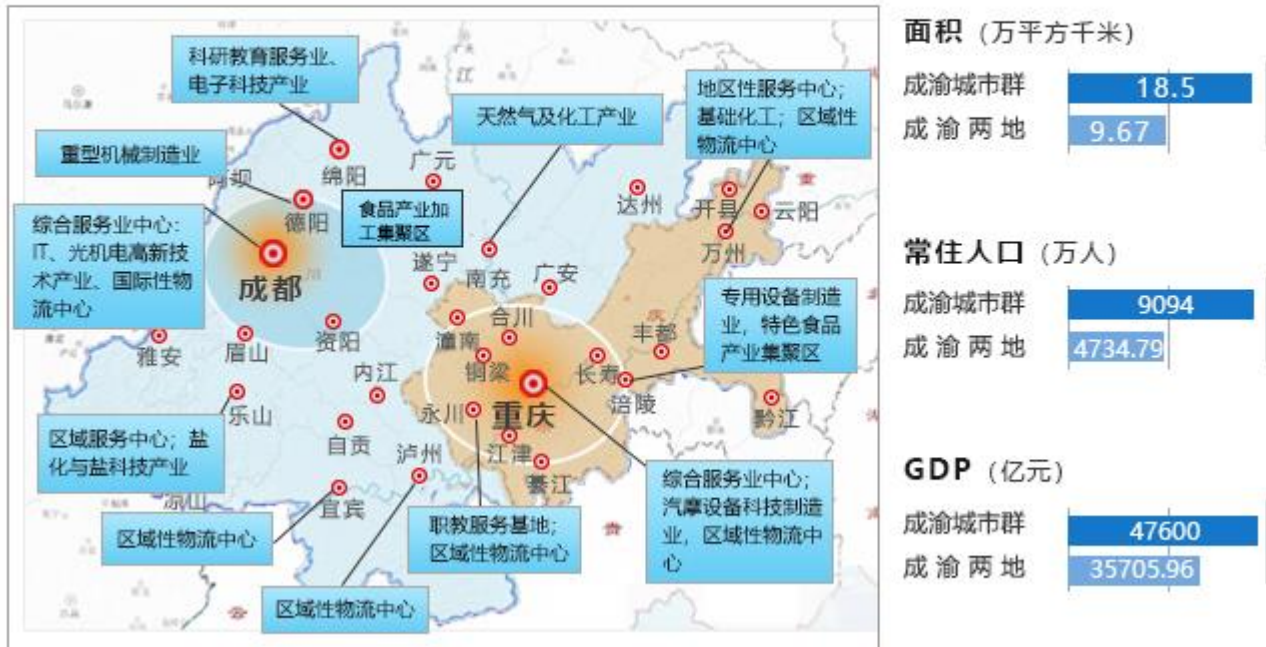 科研教育服务业、
电子科技产业
重型机械制造业
综合服务业中心：
IT、光机电高新技
术产业、国际性物
流中心
食品产业加
工集聚区
天然气及化工产业
地区性服务中心；
基础化工；区域性
物流中心
专用设备制造
业，特色食品
产业集聚区
综合服务业中心；
汽摩设备科技制造
业，区域性物流中
心
职教服务基地；
区域性物流中心
区域性物流中心
区域性物流中心
区域服务中心；盐
化与盐科技产业
绵阳
广元
阿坝
德阳
成都
遂宁
南充
广安
达州
开县
云阳
万州
雅安
眉山
资阳
潼南
合川
铜梁
长寿
丰都
涪陵
黔江
内江
乐山
自贡
永川
重庆
江津
綦江
泸州
宜宾
凉山
江
重
庆
贵
云
面积（万平方千米）
成渝城市群 18.5
成渝两地 9.67
常住人口（万人）
成渝城市群 9094
成渝两地 4734.79
GDP（亿元）
成渝城市群 47600
成渝两地 35705.96